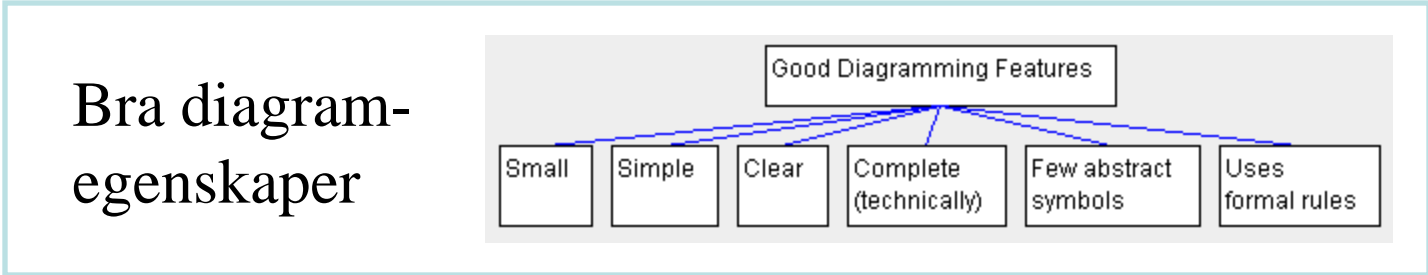 Bra diagram-
egenskaper
Good Diagramming Features
Small
Simple
Clear
Complete
(technically)
Few abstract
symbols
Uses
formal rules